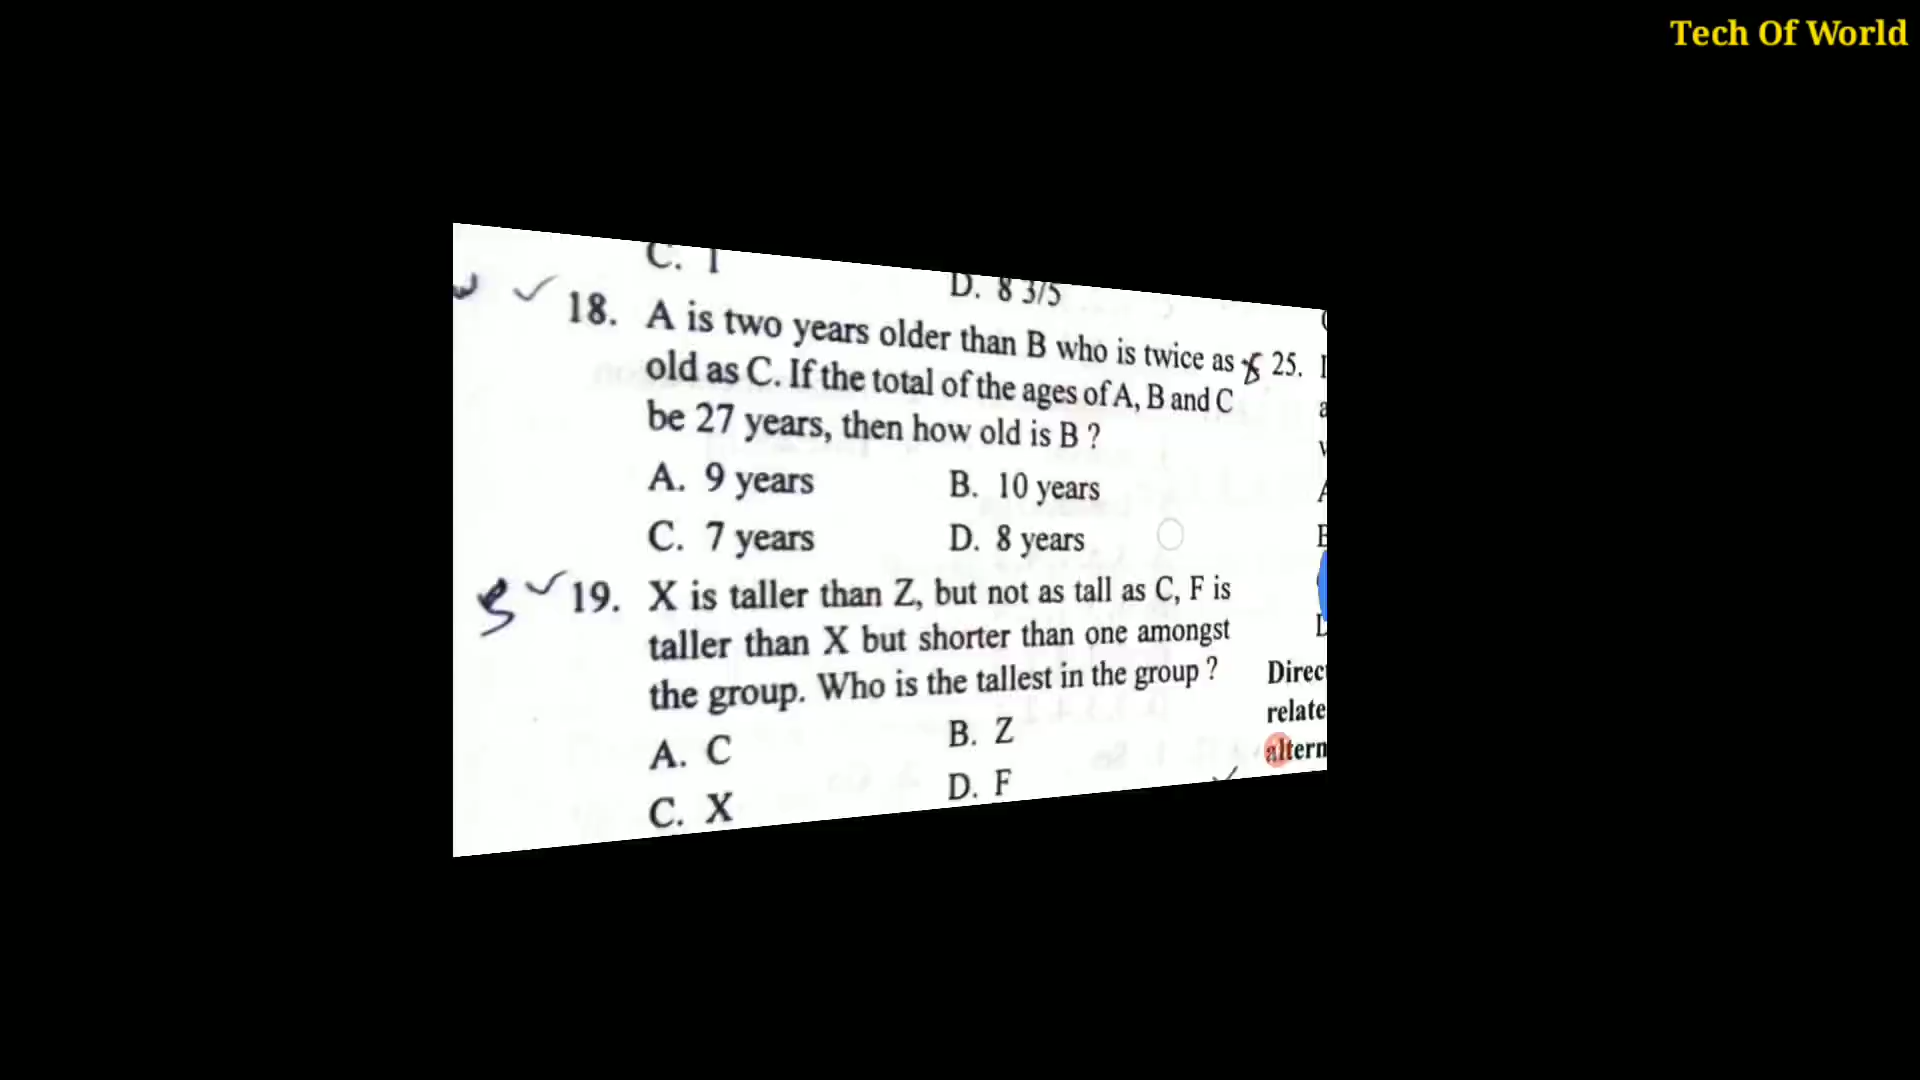 Tech Of World
C. 1
D. 8 3/5
18. A is two years older than B who is twice as
old as C. If the total of the ages of A, B and C
be 27 years, then how old is B ?
A. 9 years B. 10 years
C. 7 years D. 8 years
19. X is taller than Z, but not as tall as C, F is
taller than X but shorter than one amongst
the group. Who is the tallest in the group ?
A. C B. Z
C. X D. F
25.
Direc
relate
altern